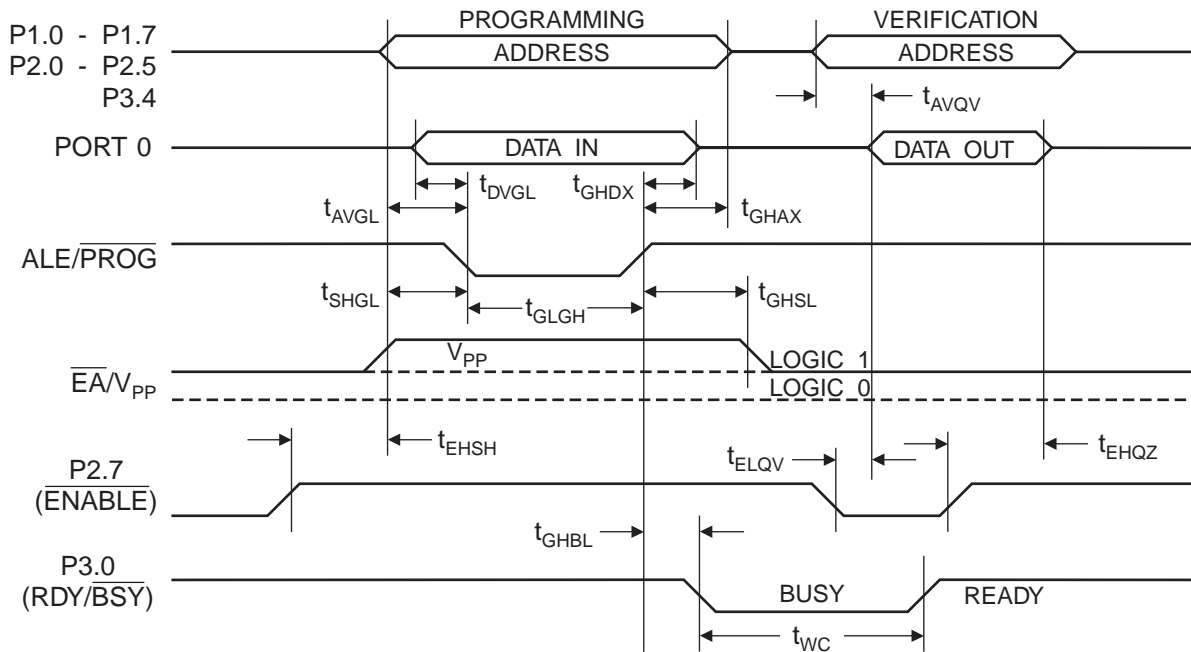 PROGRAMMING
VERIFICATION
P1.0 - P1.7
P2.0 - P2.5
P3.4
ADDRESS
ADDRESS
tAVQV
PORT 0
DATA IN
DATA OUT
tDVGL
tGHDX
tAVGL
tGHAX
ALE/PROG
tSHGL
tGLGH
tGHSL
VPP
LOGIC 1
EA/VPP
LOGIC 0
tEHSH
tELQV
tEHQZ
P2.7
(ENABLE)
tGHBL
P3.0
(RDY/BSY)
BUSY
READY
tWC